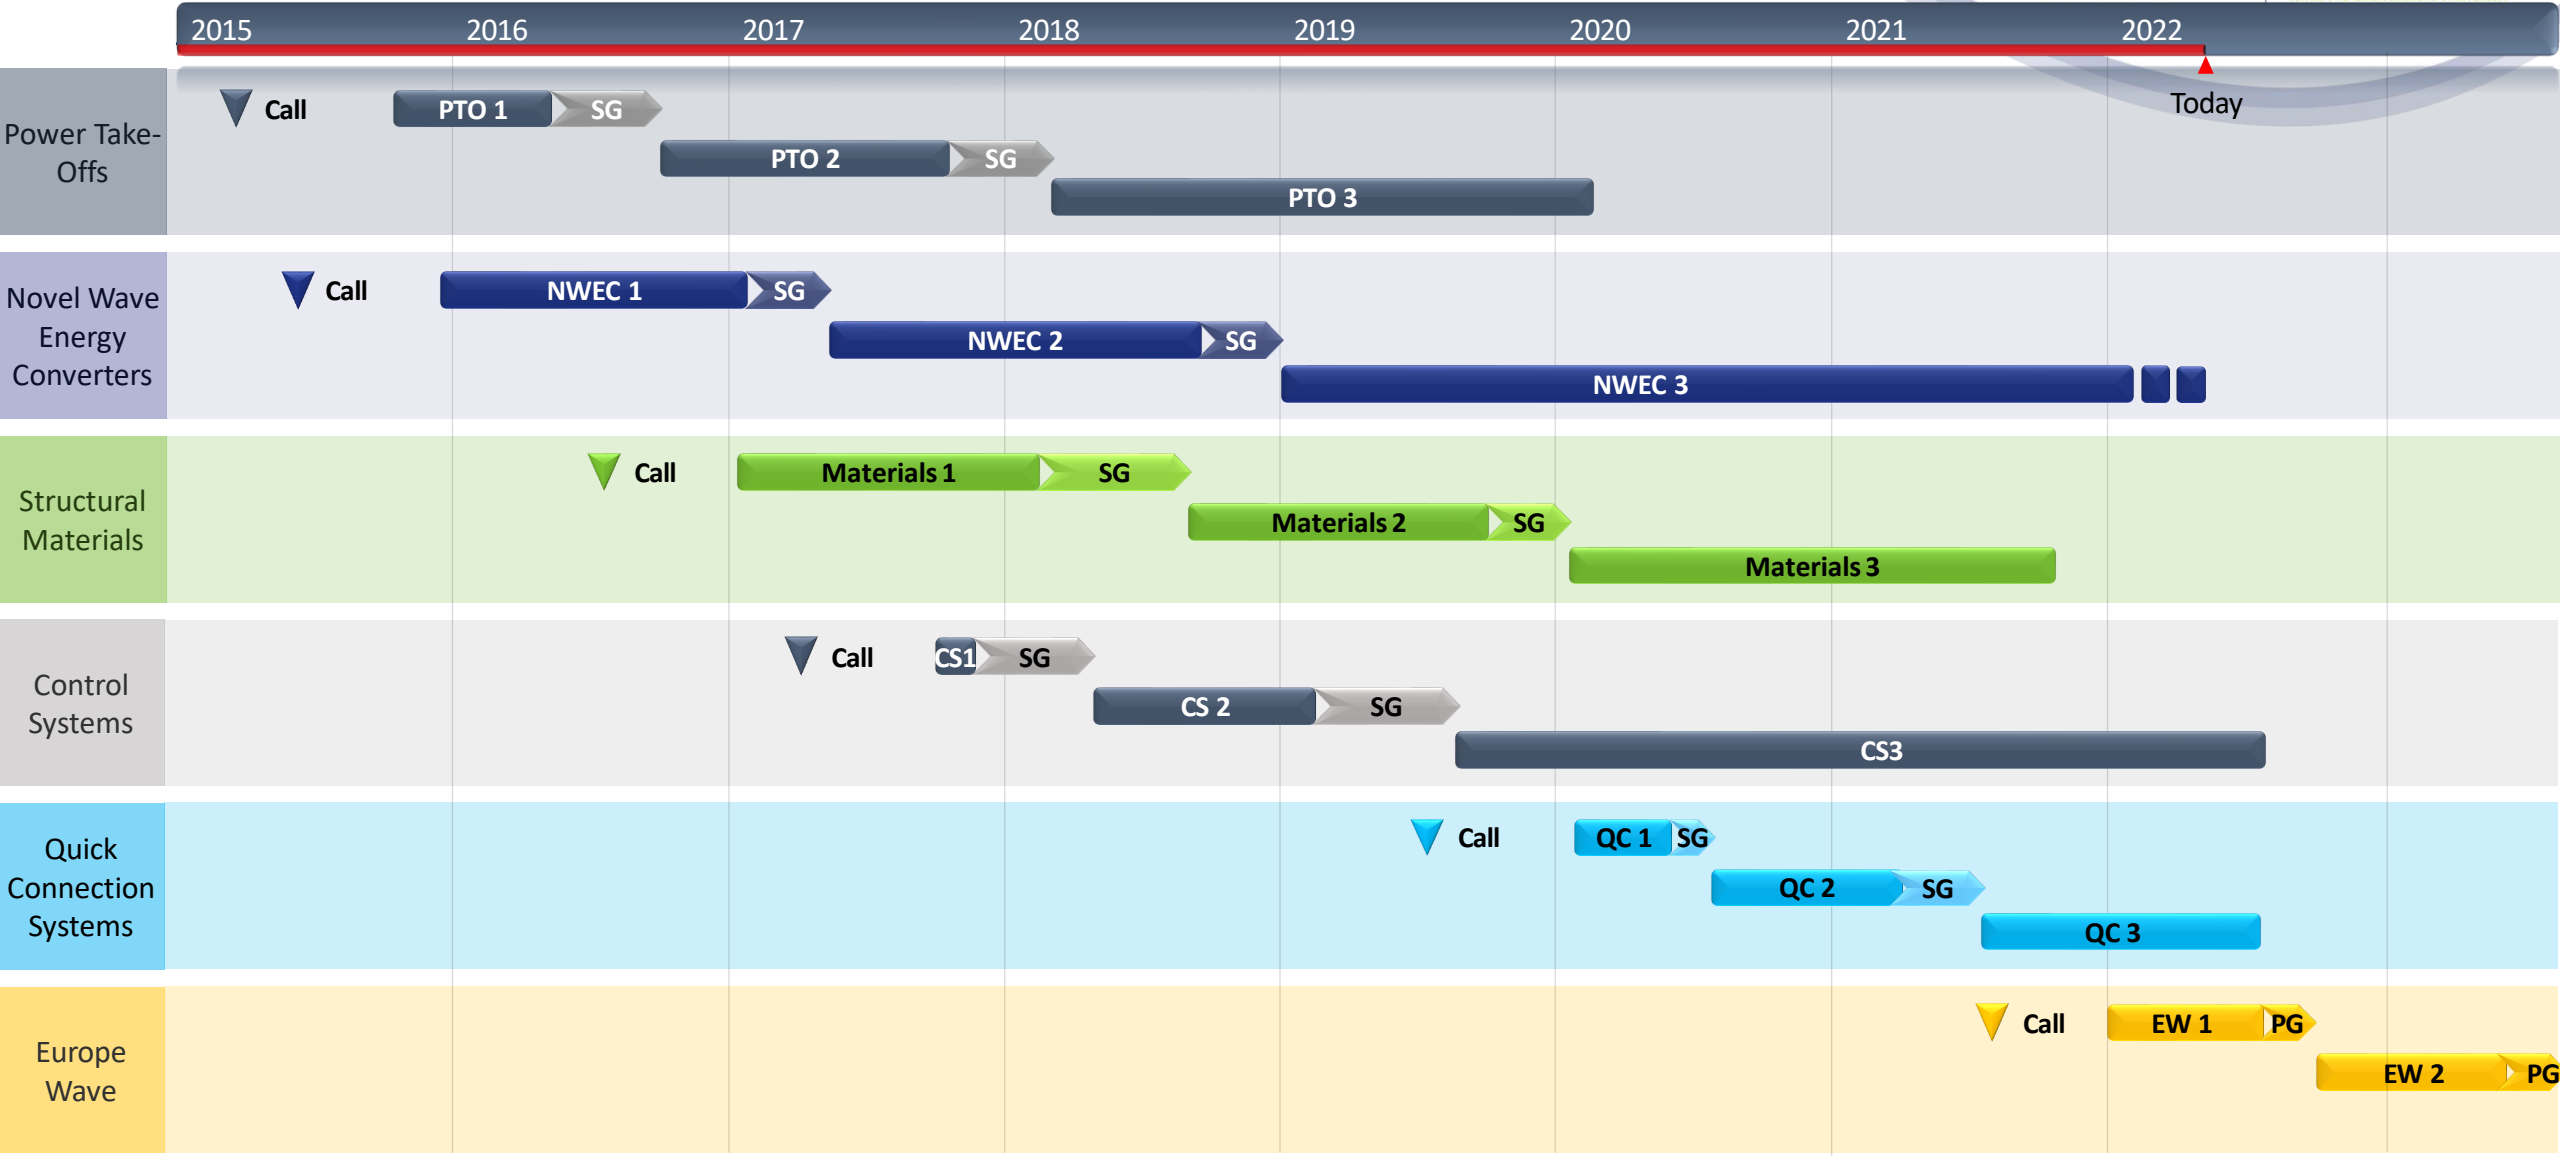 2015 2016 2017 2018 2019 2020 2021 2022
Today
Power Take-
Offs
Call PTO 1 SG
PTO 2 SG
PTO 3
Novel Wave
Energy
Converters
Call NWEC 1 SG
NWEC 2 SG
NWEC 3
Structural
Materials
Call Materials 1 SG
Materials 2 SG
Materials 3
Control
Systems
Call CS1 SG
CS 2 SG
CS3
Quick
Connection
Systems
Call QC 1 SG
QC 2 SG
QC 3
Europe
Wave
Call EW 1 PG
EW 2 PG